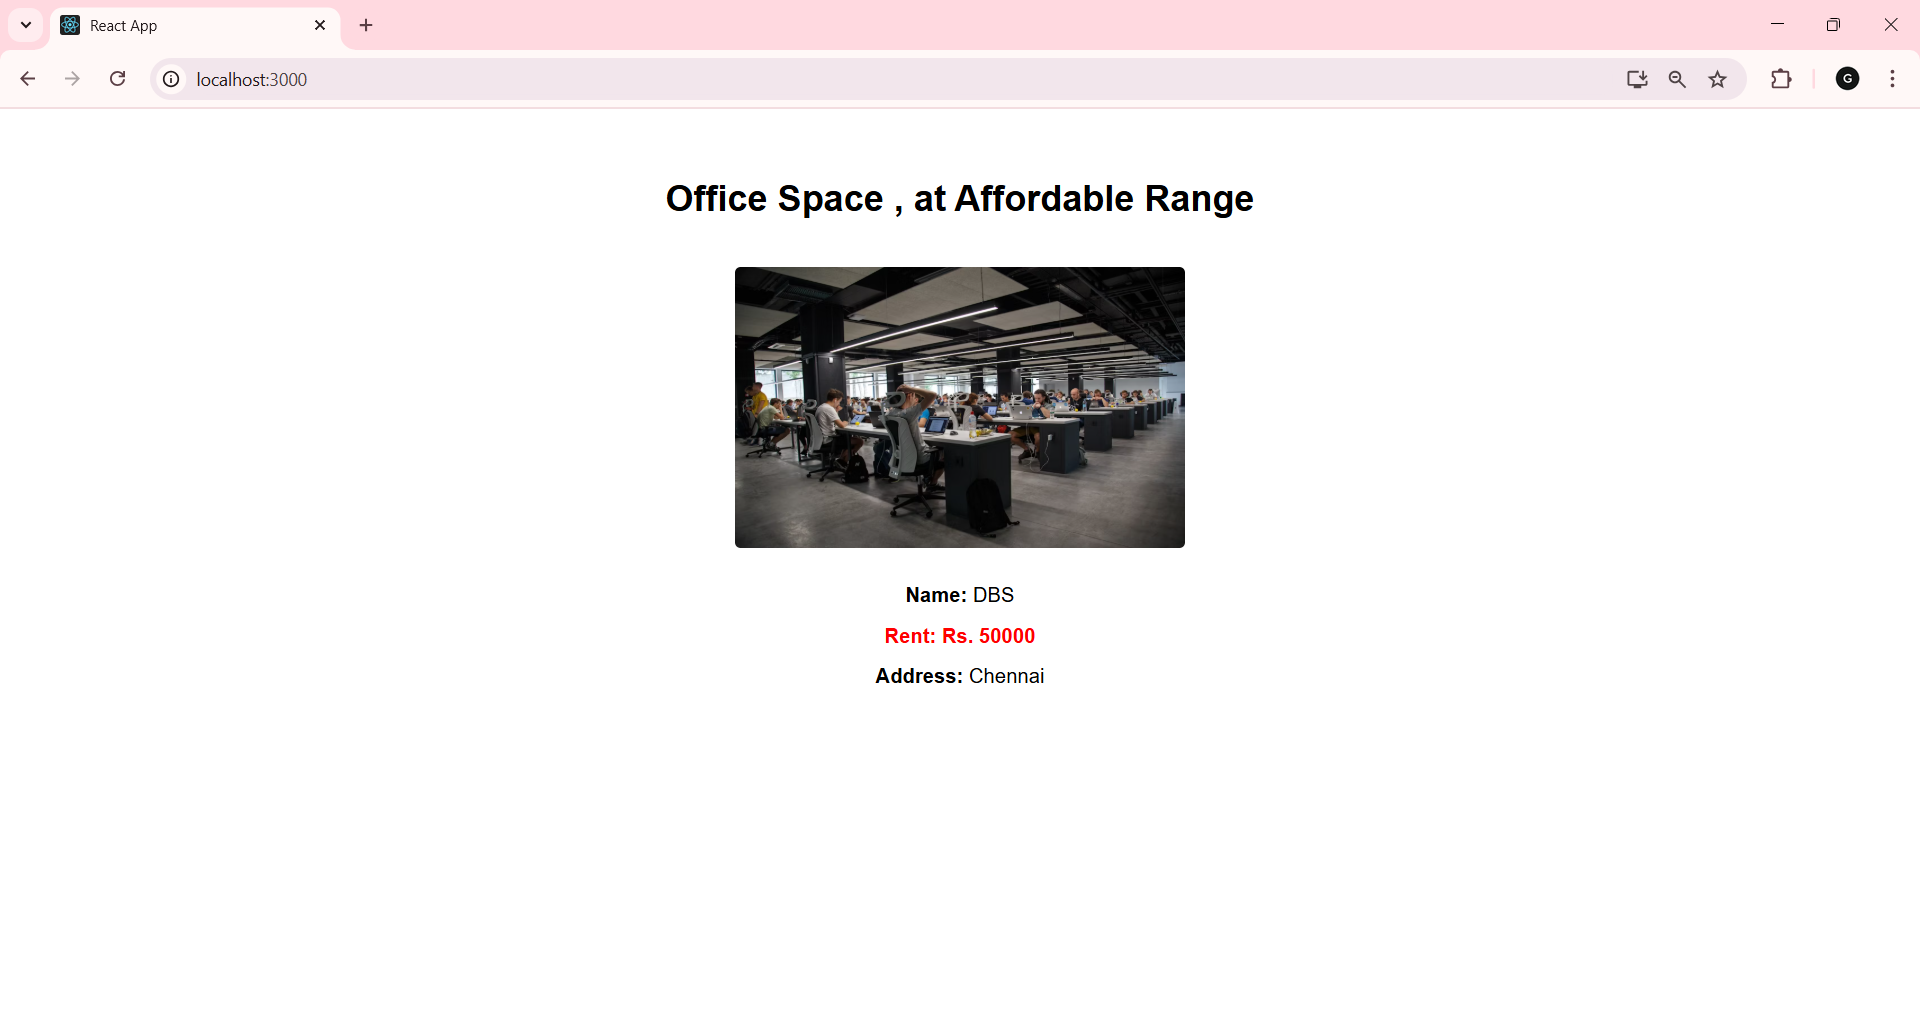 React App
localhost:3000
G
Office Space , at Affordable Range
Name: DBS
Rent: Rs. 50000
Address: Chennai